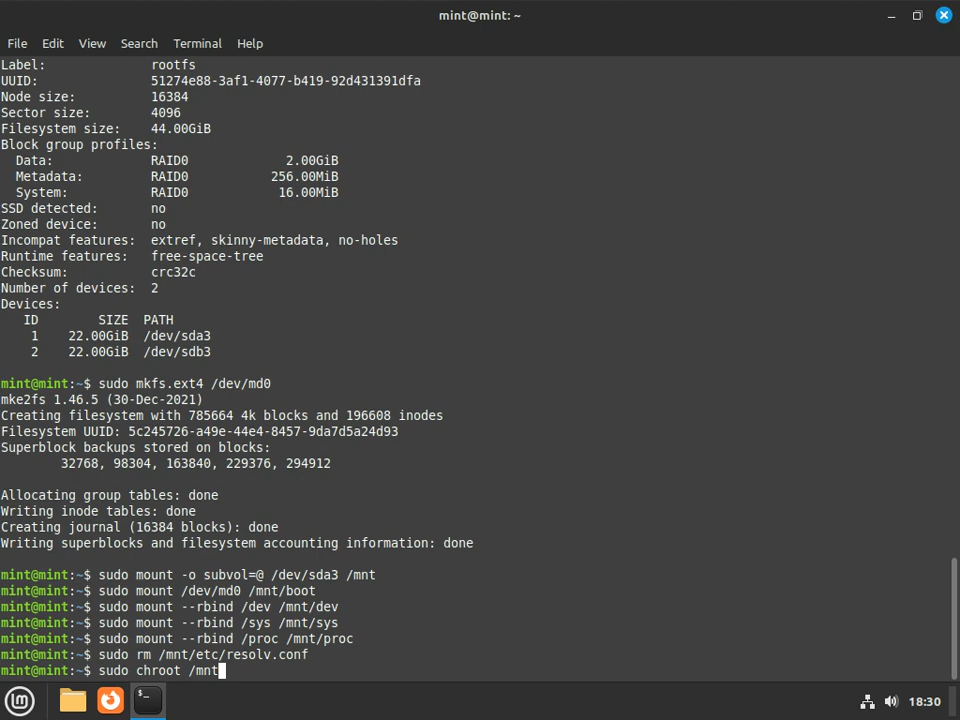 mint@mint: ~
File Edit View Search Terminal Help
Label: rootfs
UUID: 51274e88-3af1-4077-b419-92d431391dfa
Node size: 16384
Sector size: 4096
Filesystem size: 44.00GiB
Block group profiles:
Data: RAID0 2.00GiB
Metadata: RAID0 256.00MiB
System: RAID0 16.00MiB
SSD detected: no
Zoned device: no
Incompat features: extref, skinny-metadata, no-holes
Runtime features: free-space-tree
Checksum: crc32c
Number of devices: 2
Devices:
ID SIZE PATH
1 22.00GiB /dev/sda3
2 22.00GiB /dev/sdb3
mint@mint:~$ sudo mkfs.ext4 /dev/md0
mke2fs 1.46.5 (30-Dec-2021)
Creating filesystem with 785664 4k blocks and 196608 inodes
Filesystem UUID: 5c245726-a49e-44e4-8457-9da7d5a24d93
Superblock backups stored on blocks:
32768, 98304, 163840, 229376, 294912
Allocating group tables: done
Writing inode tables: done
Creating journal (16384 blocks): done
Writing superblocks and filesystem accounting information: done
mint@mint:~$ sudo mount -o subvol=@ /dev/sda3 /mnt
mint@mint:~$ sudo mount /dev/md0 /mnt/boot
mint@mint:~$ sudo mount --rbind /dev /mnt/dev
mint@mint:~$ sudo mount --rbind /sys /mnt/sys
mint@mint:~$ sudo mount --rbind /proc /mnt/proc
mint@mint:~$ sudo rm /mnt/etc/resolv.conf
mint@mint:~$ sudo chroot /mnt
18:30